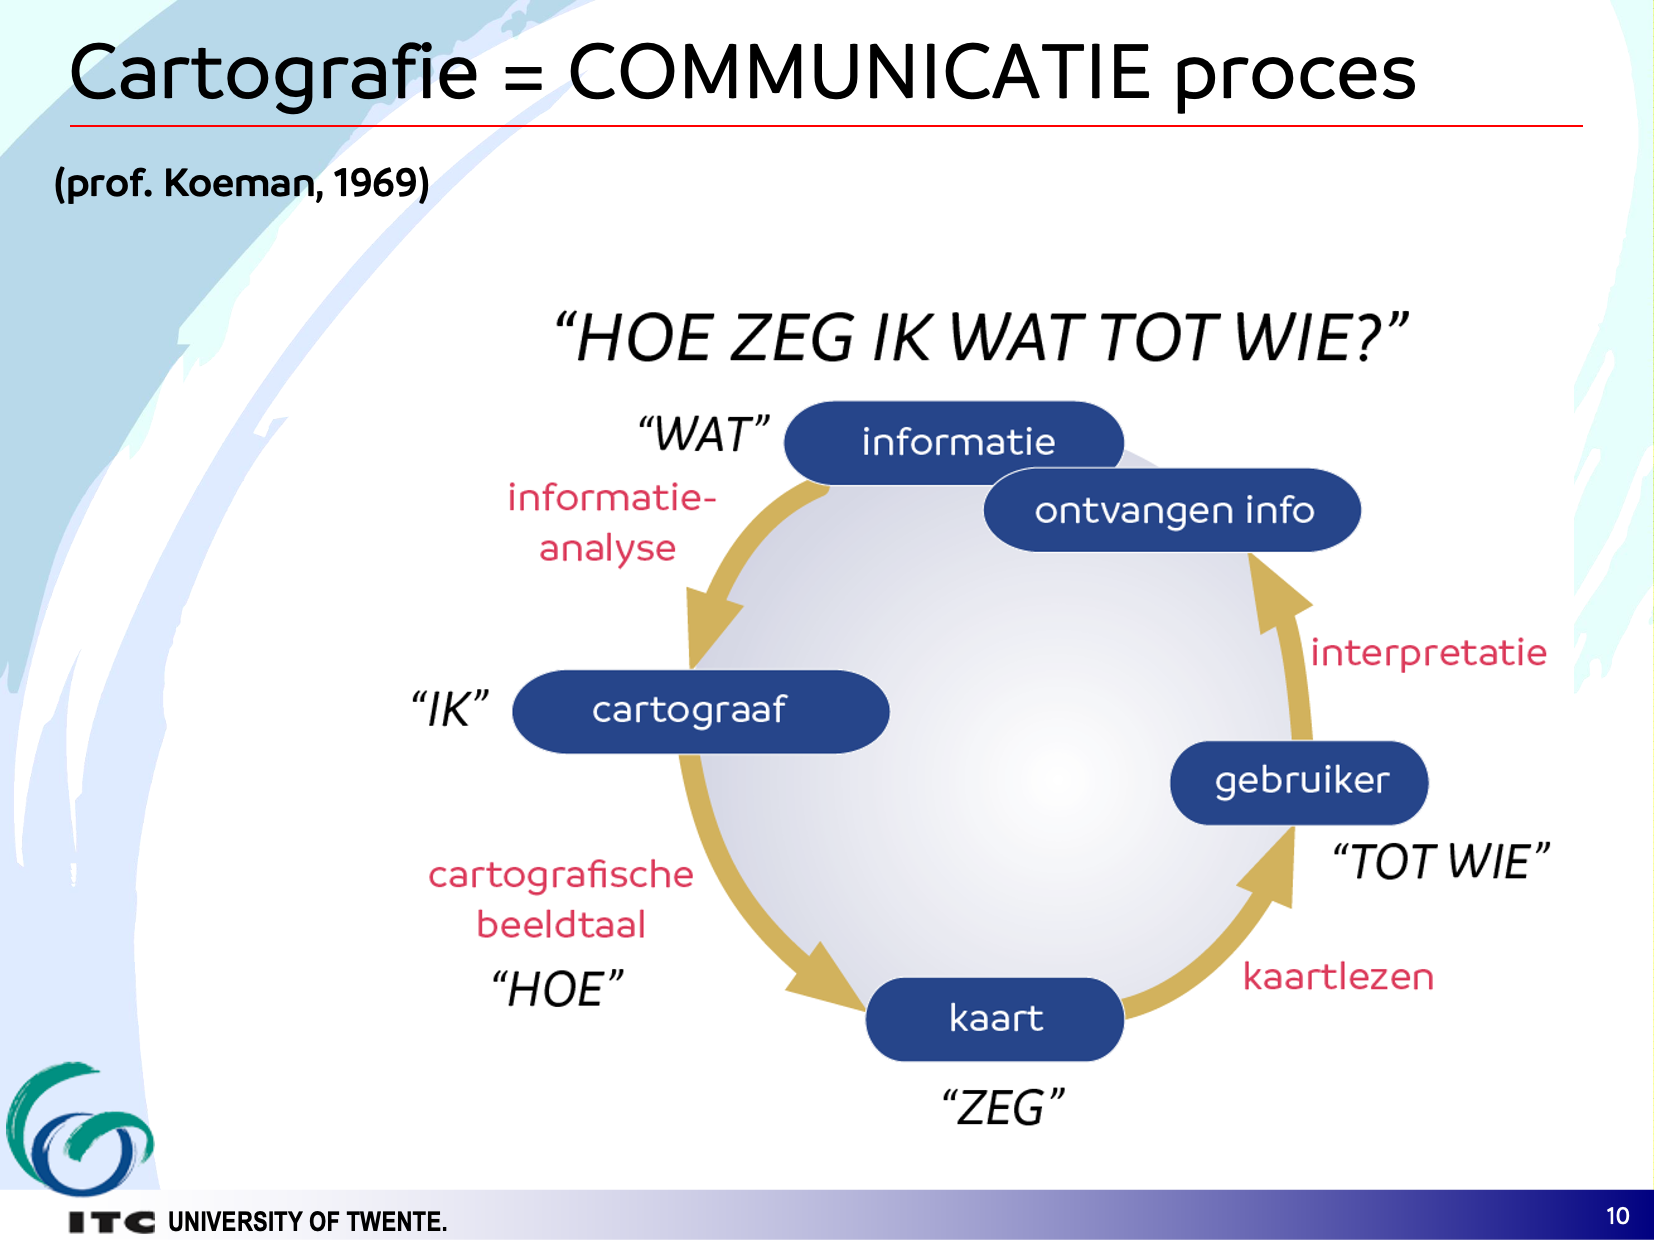 Cartografie = COMMUNICATIE proces
(prof. Koeman, 1969)
“HOE ZEG IK WAT TOT WIE?”
“WAT”
informatie
ontvangen info
informatie-
analyse
interpretatie
“IK”
cartograaf
gebruiker
“TOT WIE”
cartografische
beeldtaal
“HOE”
kaartlezen
kaart
“ZEG”
ITC UNIVERSITY OF TWENTE.
10